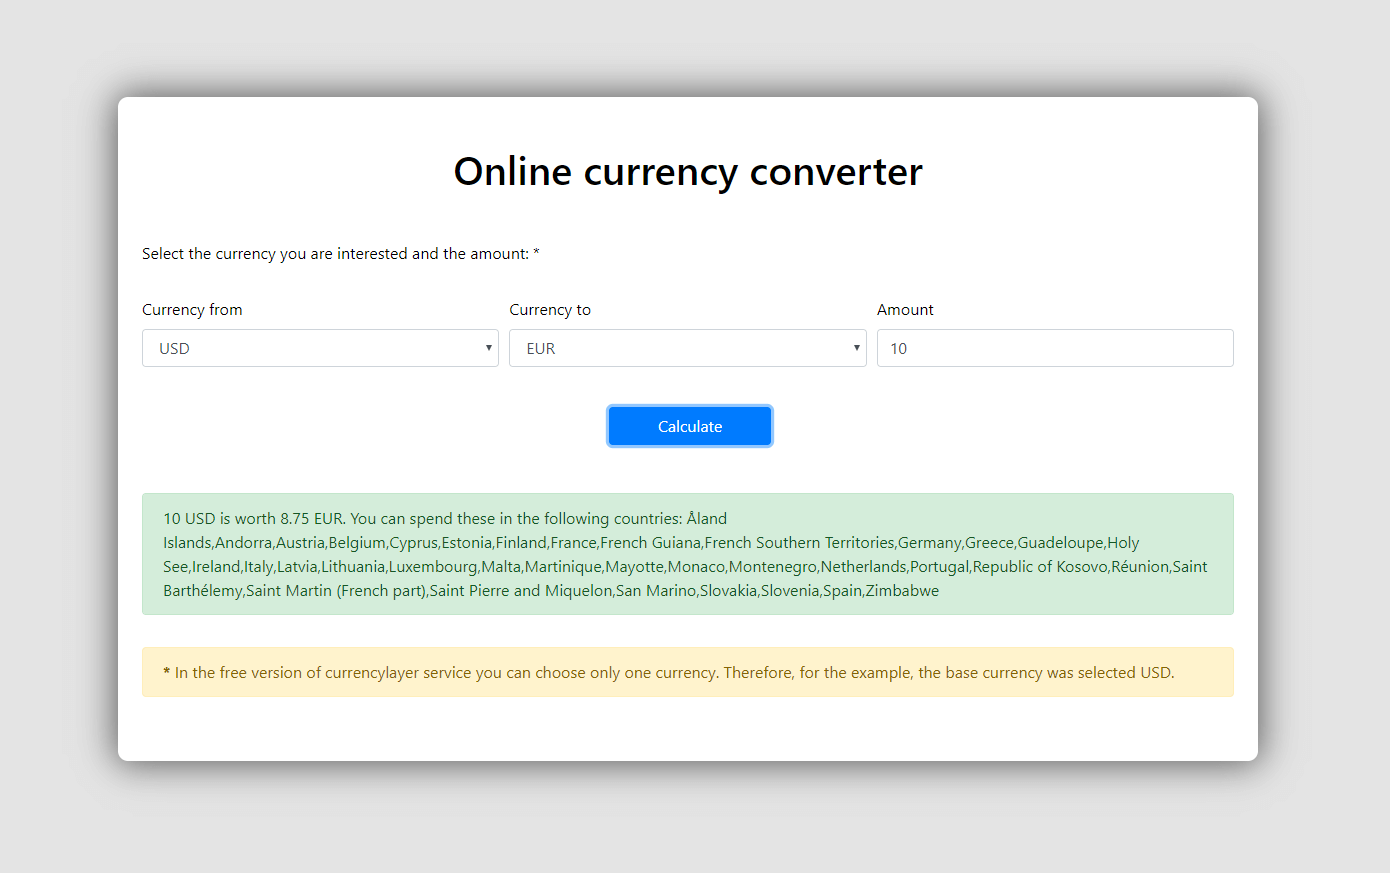 Online currency converter
Select the currency you are interested and the amount: *
Currency from
Currency to
Amount
USD
EUR
10
Calculate
10 USD is worth 8.75 EUR. You can spend these in the following countries: Åland
Islands,Andorra,Austria,Belgium,Cyprus,Estonia,Finland,France,French Guiana,French Southern Territories,Germany,Greece,Guadeloupe,Holy
See,Ireland,Italy,Latvia,Lithuania,Luxembourg,Malta,Martinique,Mayotte,Monaco,Montenegro,Netherlands,Portugal,Republic of Kosovo,Réunion,Saint
Barthélemy,Saint Martin (French part),Saint Pierre and Miquelon,San Marino,Slovakia,Slovenia,Spain,Zimbabwe
* In the free version of currencylayer service you can choose only one currency. Therefore, for the example, the base currency was selected USD.